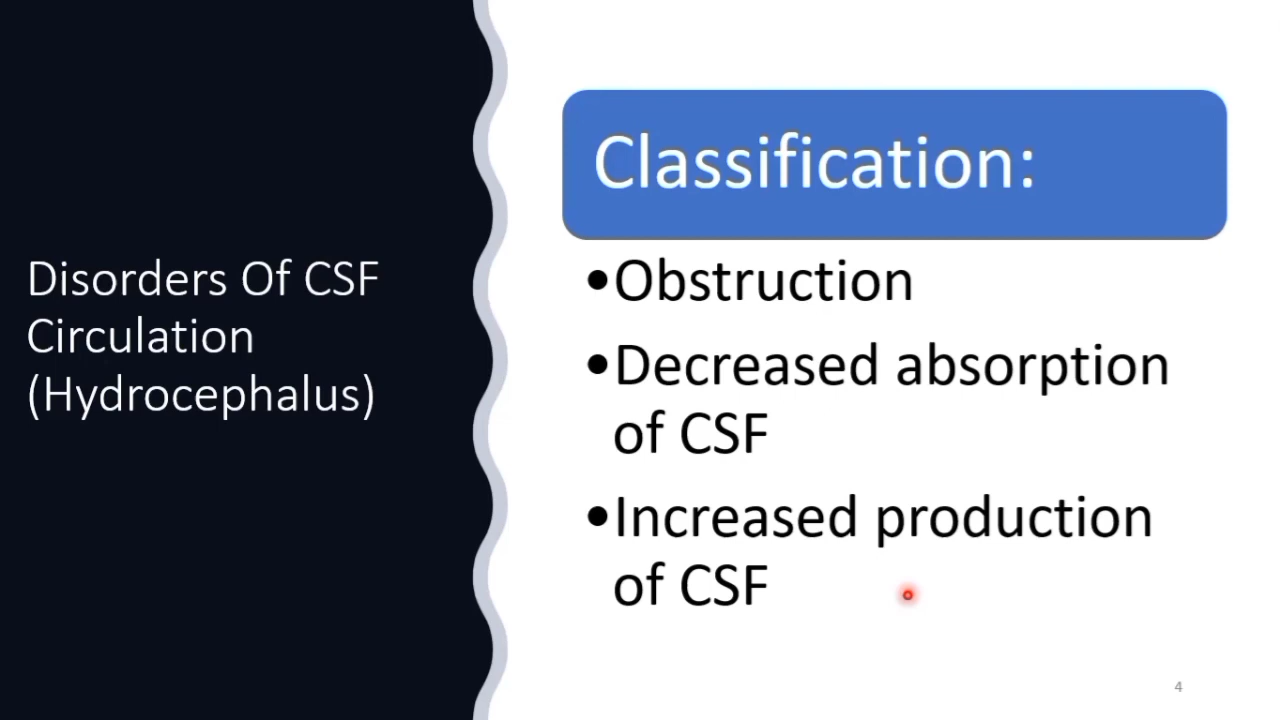 Disorders Of CSF
Circulation
(Hydrocephalus)
Classification:
•Obstruction
•Decreased absorption
of CSF
•Increased production
of CSF
4